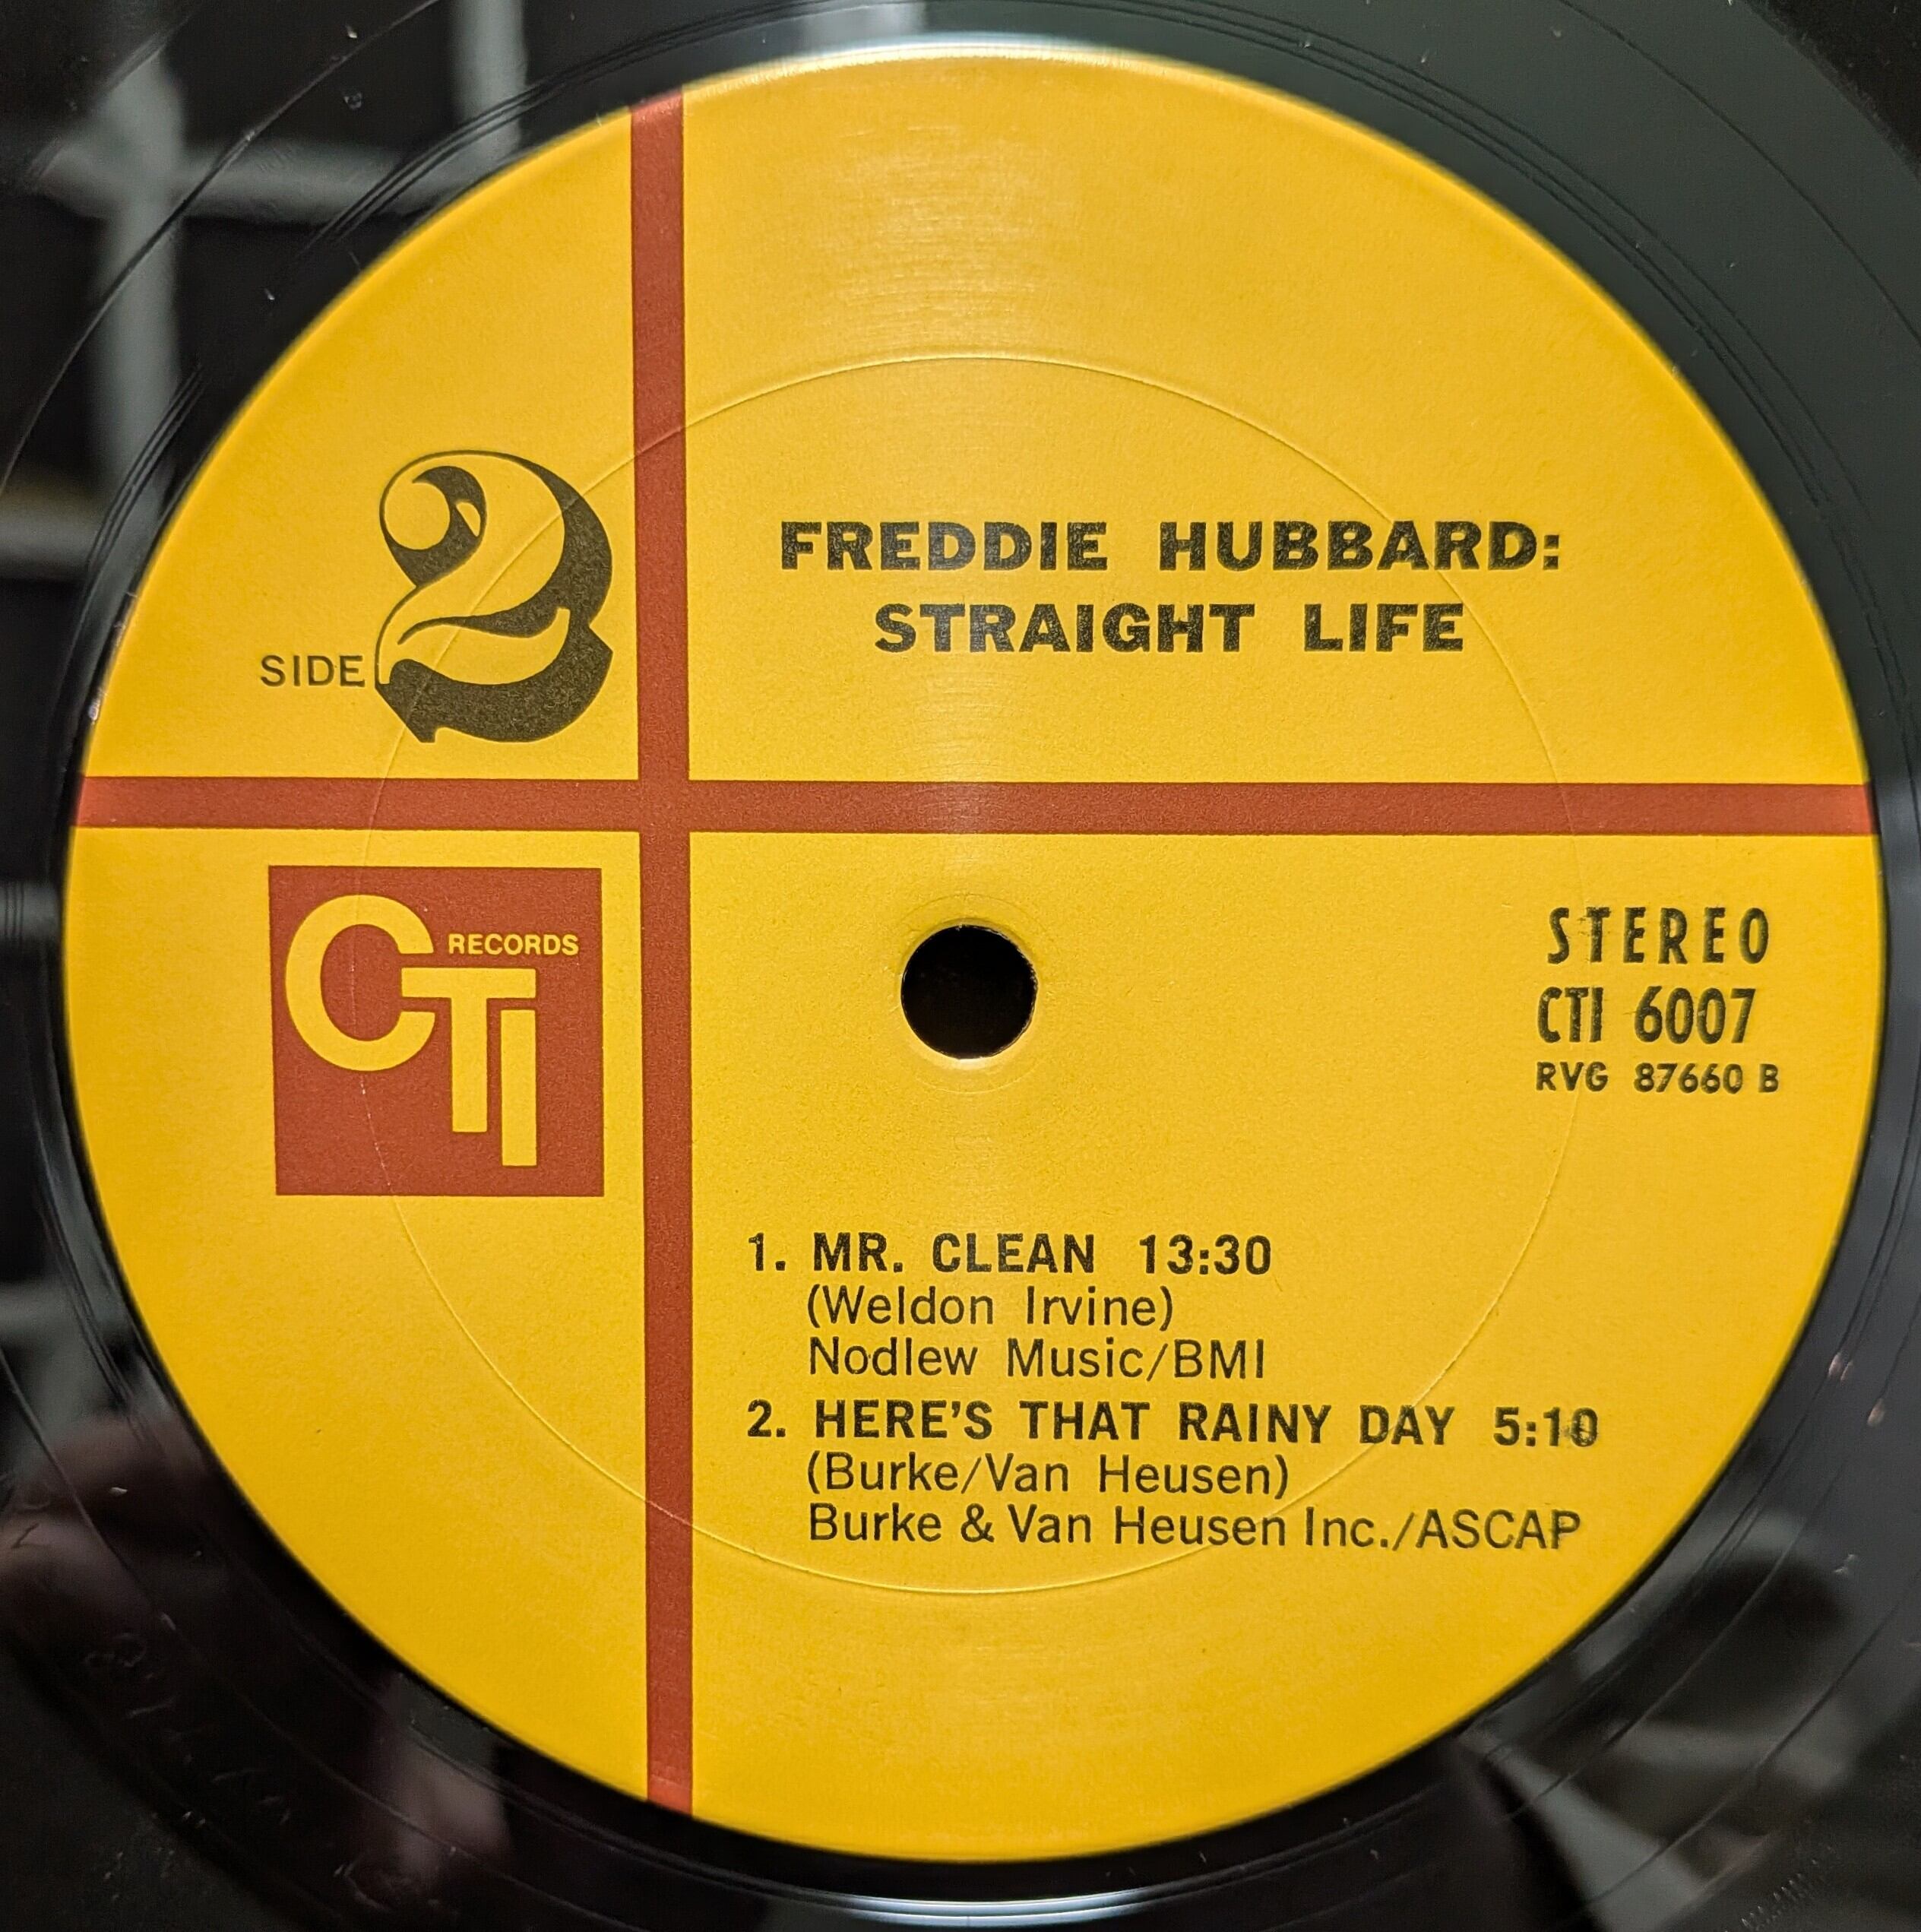 SIDE 2
FREDDIE HUBBARD:
STRAIGHT LIFE
CTI RECORDS
STEREO
CTI 6007
RVG 87660 B
1. MR. CLEAN 13:30
(Weldon Irvine)
Nodlew Music/BMI
2. HERE'S THAT RAINY DAY 5:10
(Burke/Van Heusen)
Burke & Van Heusen Inc./ASCAP